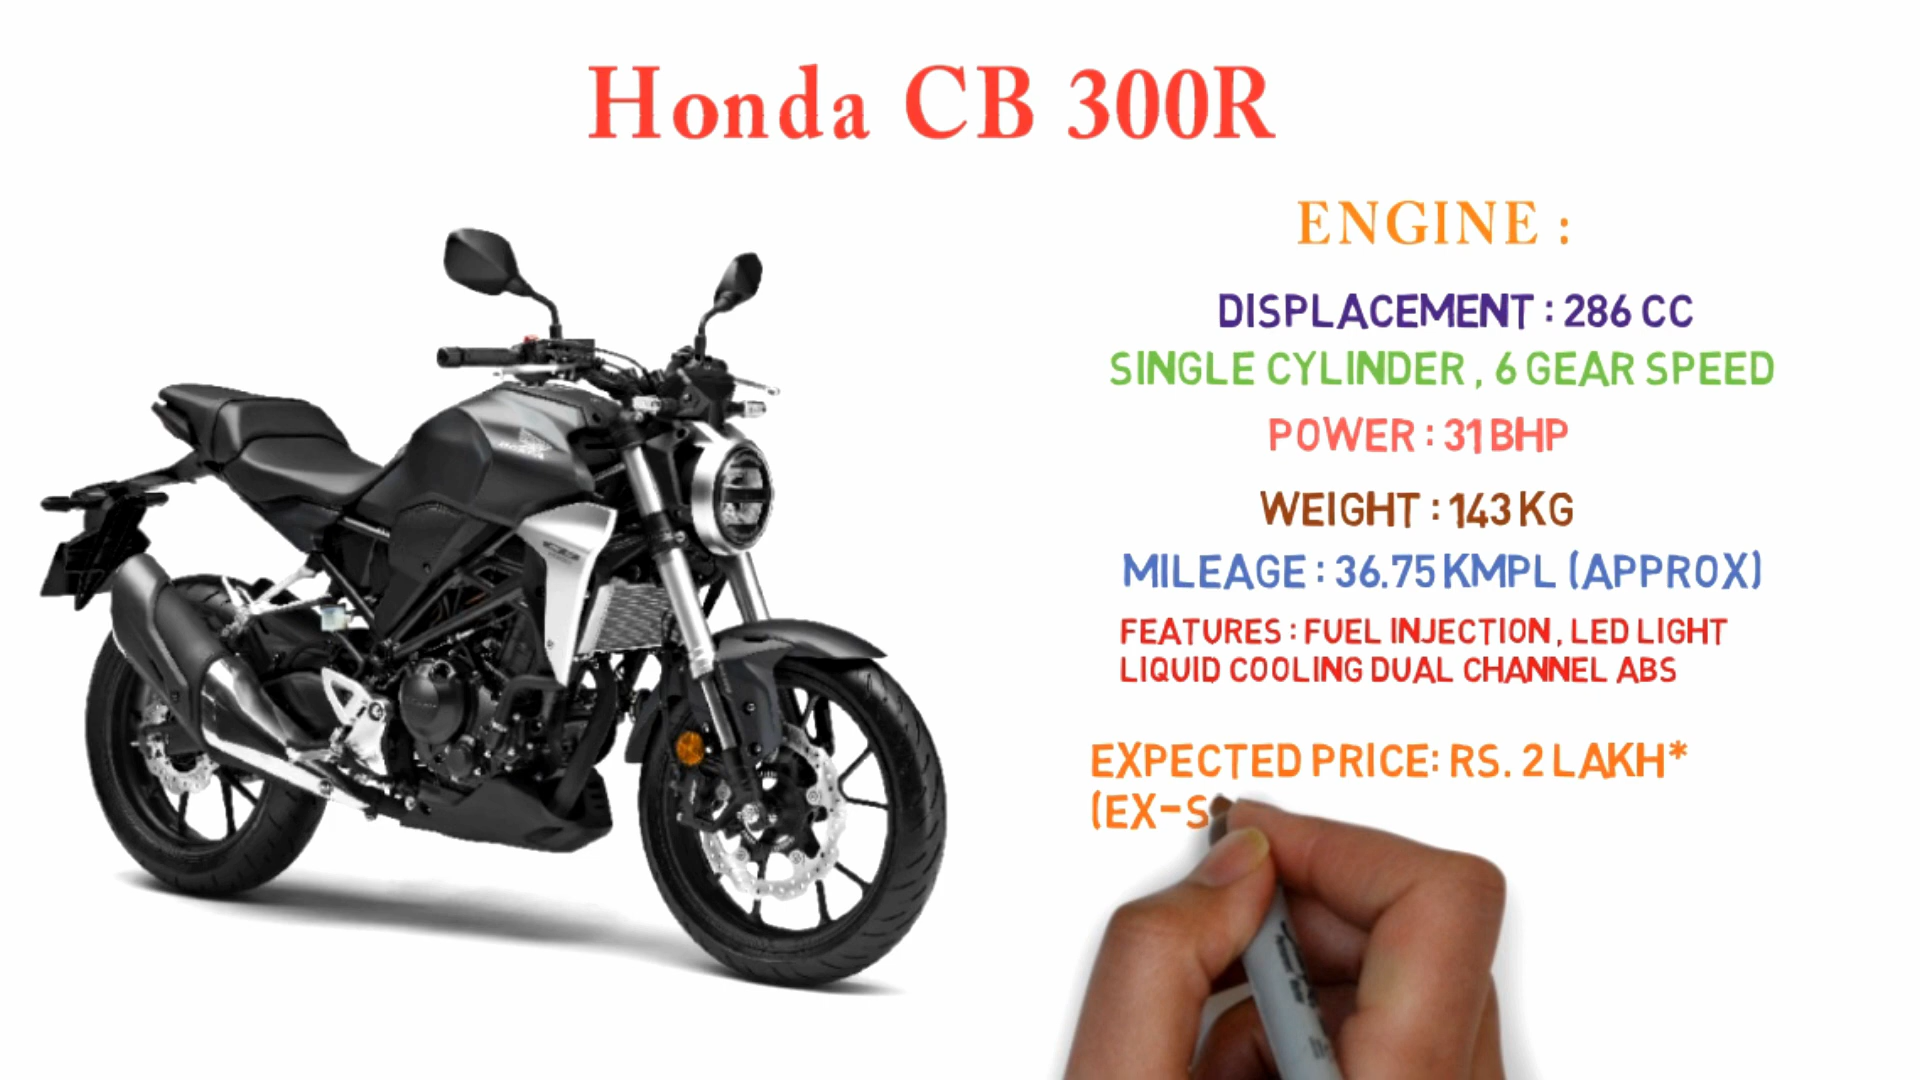 Honda CB 300R
ENGINE :
DISPLACEMENT : 286 CC
SINGLE CYLINDER , 6 GEAR SPEED
POWER : 31 BHP
WEIGHT : 143 KG
MILEAGE : 36.75 KMPL (APPROX)
FEATURES : FUEL INJECTION , LED LIGHT
LIQUID COOLING DUAL CHANNEL ABS
EXPECTED PRICE: RS. 2 LAKH*
(EX-S